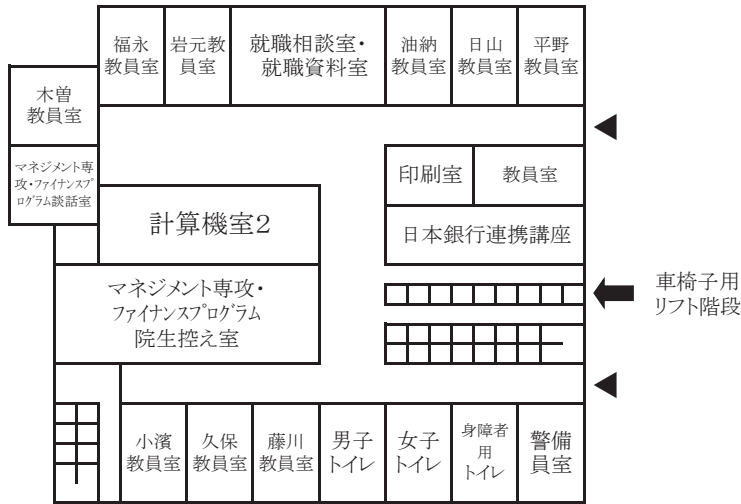 福永
教員室
岩元教
員室
就職相談室・
就職資料室
油納
教員室
日山
教員室
平野
教員室
木曽
教員室
マネジメント専
攻・ファイナンスプ
ログラム談話室
印刷室
教員室
計算機室2
日本銀行連携講座
マネジメント専攻・
ファイナンスプログラム
院生控え室
車椅子用
リフト階段
小濱
教員室
久保
教員室
藤川
教員室
男子
トイレ
女子
トイレ
身障者
用
トイレ
警備
員室